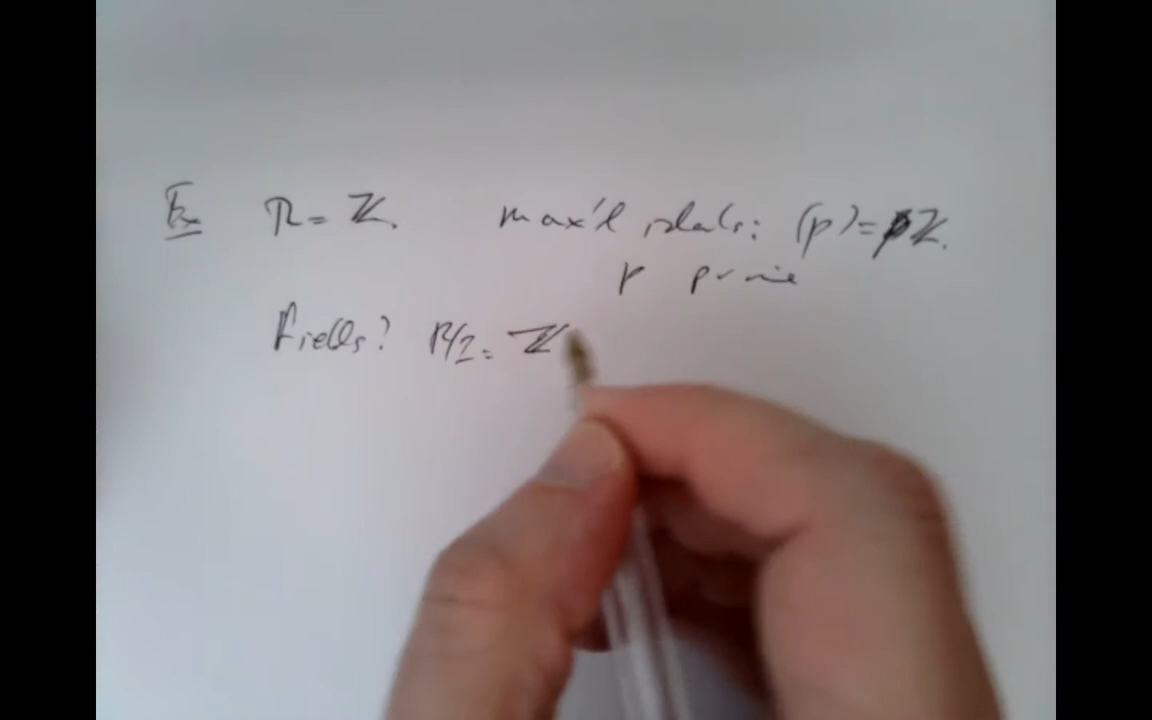 Ex R = ℤ. max'l ideals: (p) = pℤ.
p prime
Fields? R/I = ℤ